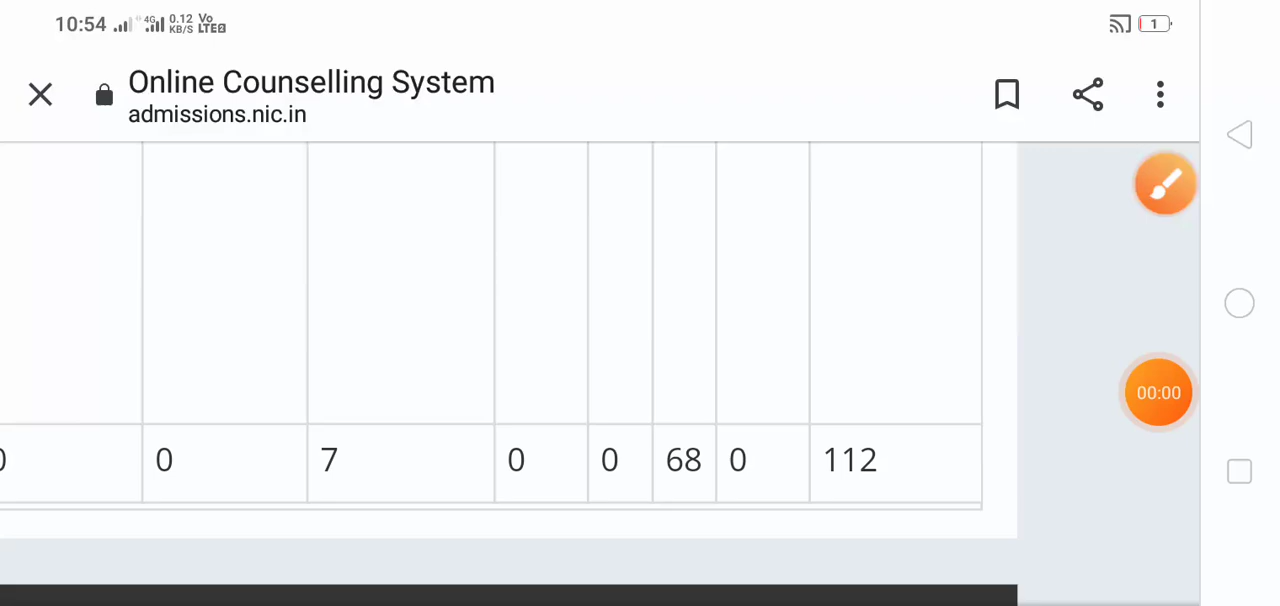 10:54 4G 0.12 KB/S Vo LTE2 1
Online Counselling System
admissions.nic.in
00:00
0 0 7 0 0 68 0 112